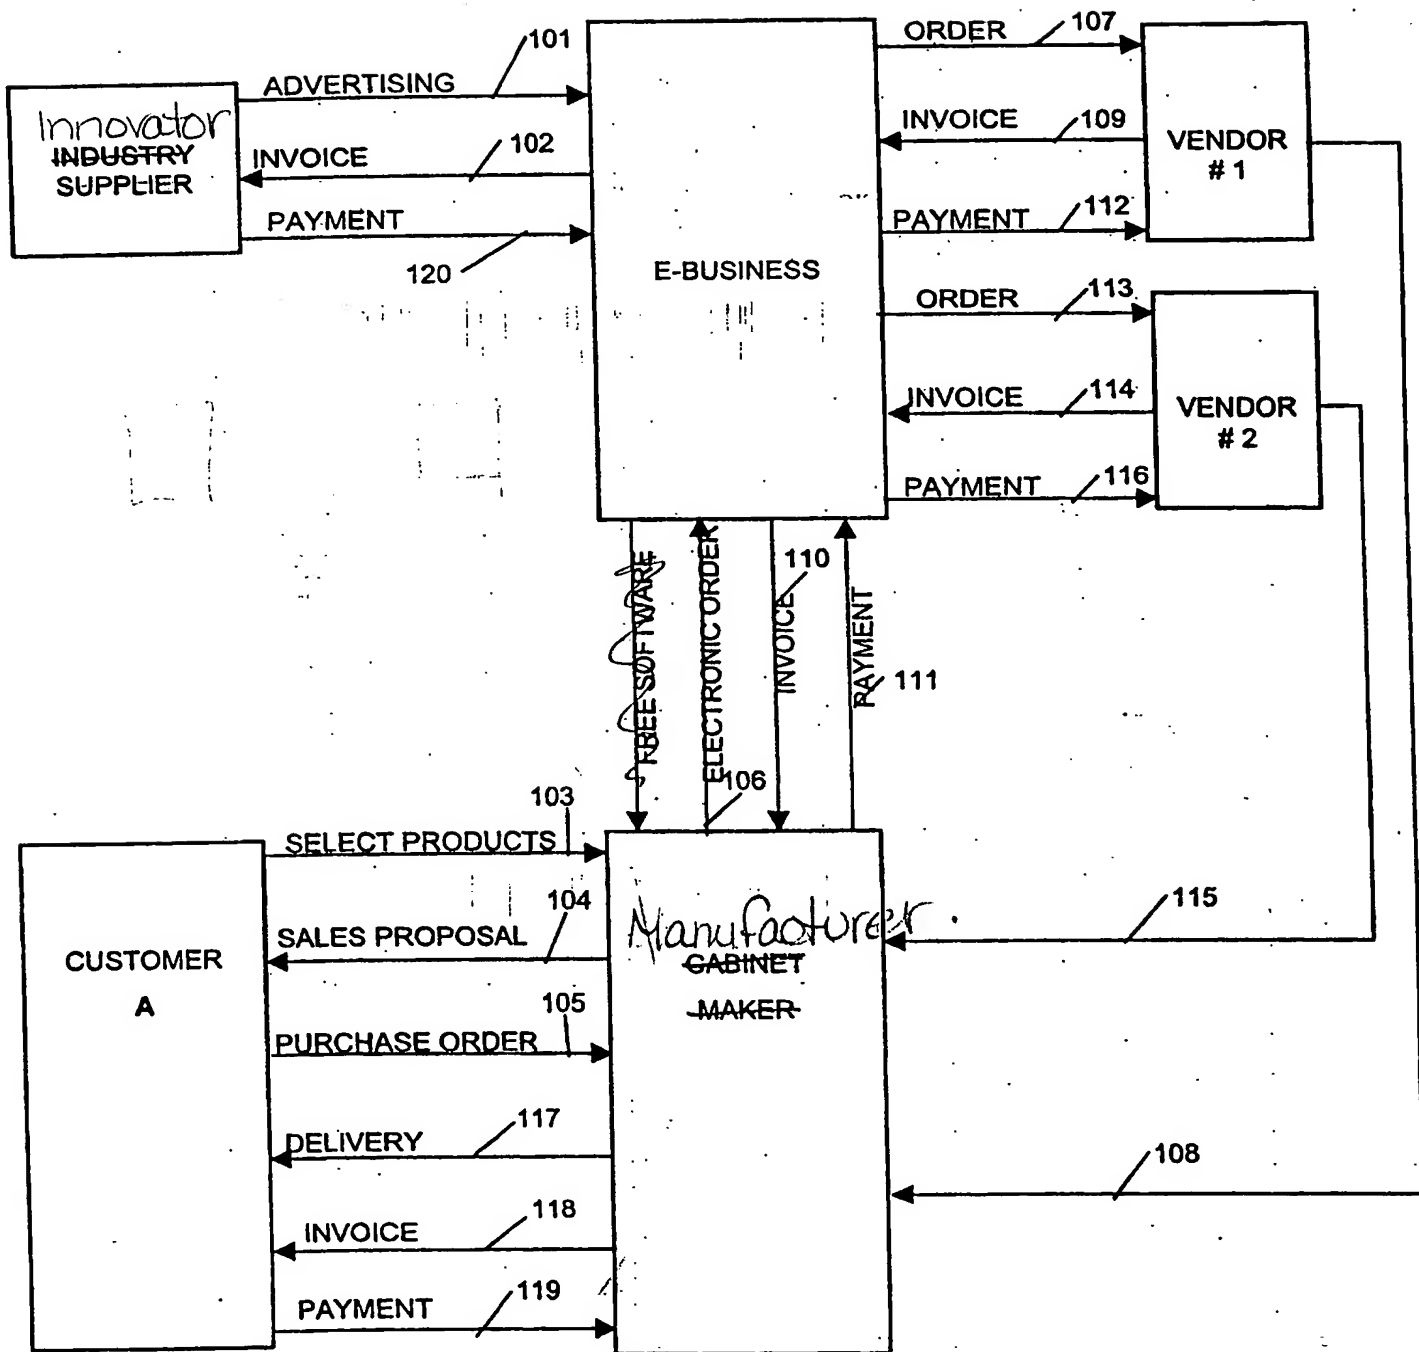 101
ADVERTISING
Innovator
INDUSTRY
SUPPLIER
INVOICE
102
PAYMENT
120
E-BUSINESS
ORDER
107
INVOICE
109
VENDOR
# 1
PAYMENT
112
ORDER
113
INVOICE
114
VENDOR
# 2
PAYMENT
116
FREE SOFTWARE
ELECTRONIC ORDER
106
110
INVOICE
PAYMENT
111
103
SELECT PRODUCTS
104
SALES PROPOSAL
CUSTOMER
A
105
PURCHASE ORDER
117
DELIVERY
118
INVOICE
119
PAYMENT
Manufacturer
CABINET
MAKER
115
108